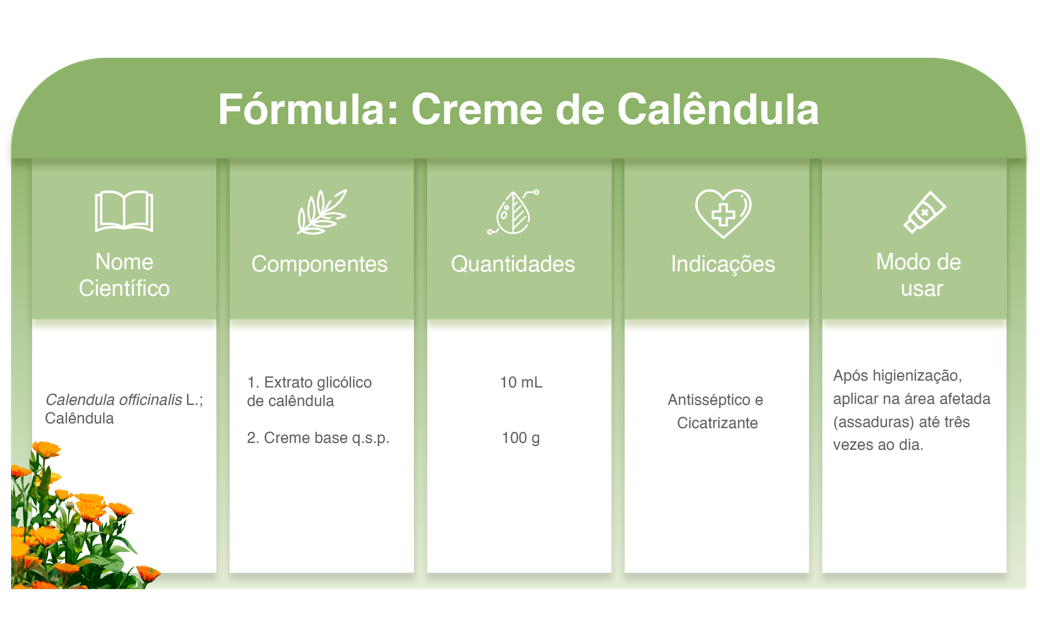 Fórmula: Creme de Calêndula
Nome
Científico
Componentes
Quantidades
Indicações
Modo de
usar
Calendula officinalis L.;
Calêndula
1. Extrato glicólico
de calêndula
2. Creme base q.s.p.
10 mL
100 g
Antisséptico e
Cicatrizante
Após higienização,
aplicar na área afetada
(assaduras) até três
vezes ao dia.